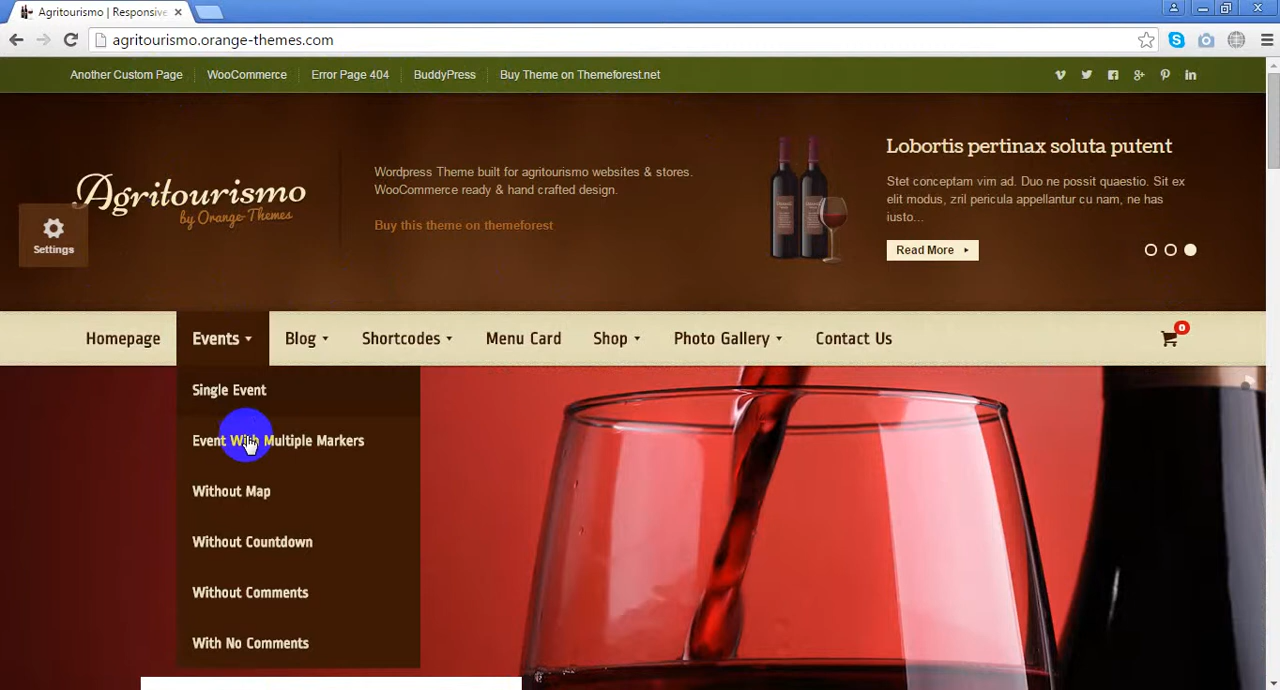 Agritourismo | Responsive
agritourismo.orange-themes.com
Another Custom Page WooCommerce Error Page 404 BuddyPress Buy Theme on Themeforest.net
Agritourismo
by Orange-Themes
Wordpress Theme built for agritourismo websites & stores.
WooCommerce ready & hand crafted design.
Buy this theme on themeforest
Lobortis pertinax soluta putent
Stet conceptam vim ad. Duo ne possit quaestio. Sit ex
elit modus, zril pericula appellantur cu nam, ne has
iusto...
Read More
Settings
Homepage Events Blog Shortcodes Menu Card Shop Photo Gallery Contact Us 0
Single Event
Event With Multiple Markers
Without Map
Without Countdown
Without Comments
With No Comments